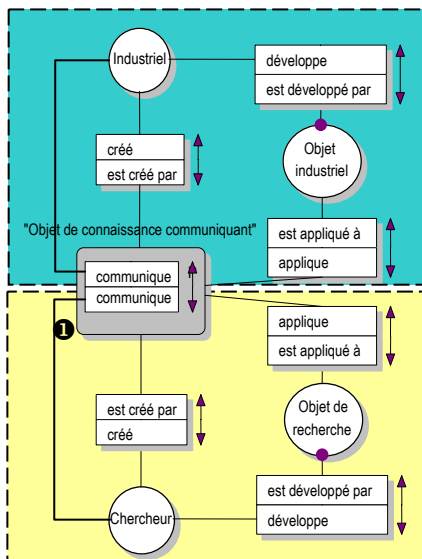 Industriel
développe
est développé par
créé
est créé par
Objet
industriel
"Objet de connaissance communiquant"
est appliqué à
applique
communique
communique
❶
applique
est appliqué à
est créé par
créé
Objet de
recherche
est développé par
développe
Chercheur